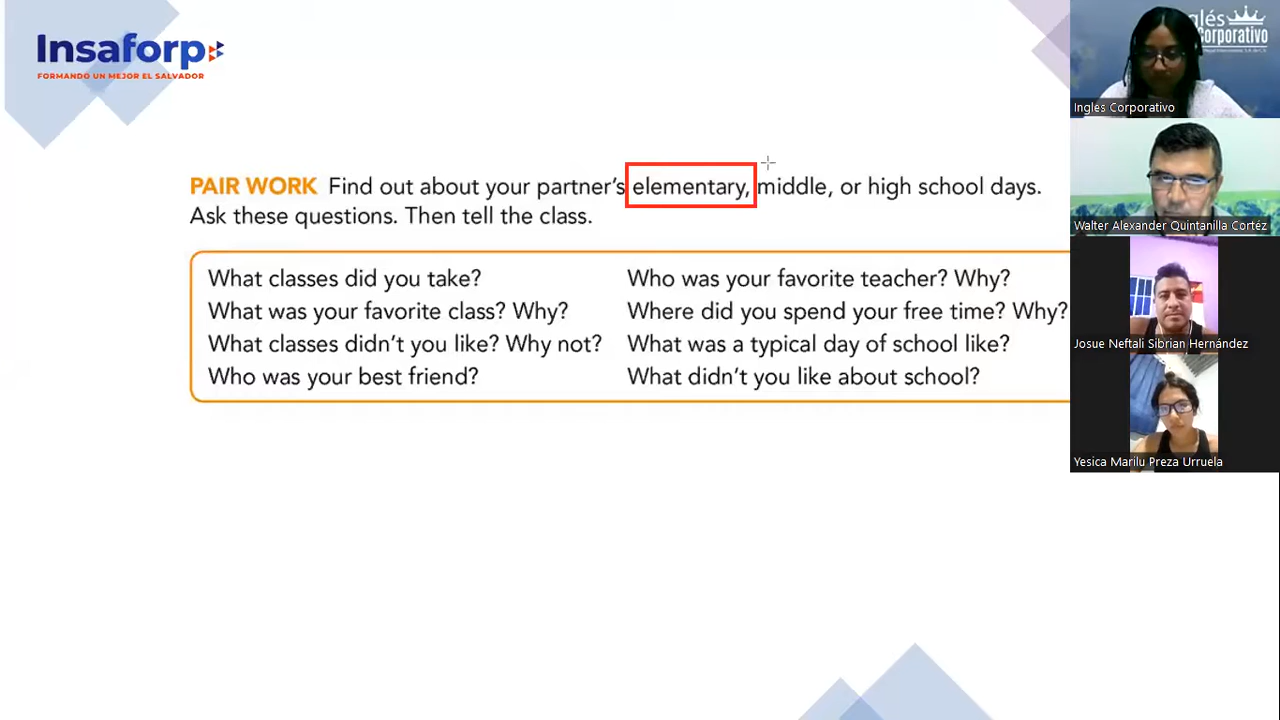 Insaforp
FORMANDO UN MEJOR EL SALVADOR
PAIR WORK Find out about your partner's elementary, middle, or high school days.
Ask these questions. Then tell the class.
What classes did you take?
What was your favorite class? Why?
What classes didn't you like? Why not?
Who was your best friend?
Who was your favorite teacher? Why?
Where did you spend your free time? Why?
What was a typical day of school like?
What didn't you like about school?
Inglés Corporativo
Walter Alexander Quintanilla Cortéz
Josue Neftali Sibrian Hernández
Yesica Marilu Preza Urruela